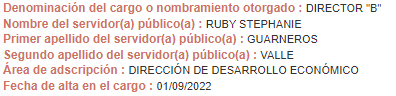 Denominación del cargo o nombramiento otorgado : DIRECTOR "B"
Nombre del servidor(a) público(a) : RUBY STEPHANIE
Primer apellido del servidor(a) público(a) : GUARNEROS
Segundo apellido del servidor(a) público(a) : VALLE
Área de adscripción : DIRECCIÓN DE DESARROLLO ECONÓMICO
Fecha de alta en el cargo : 01/09/2022